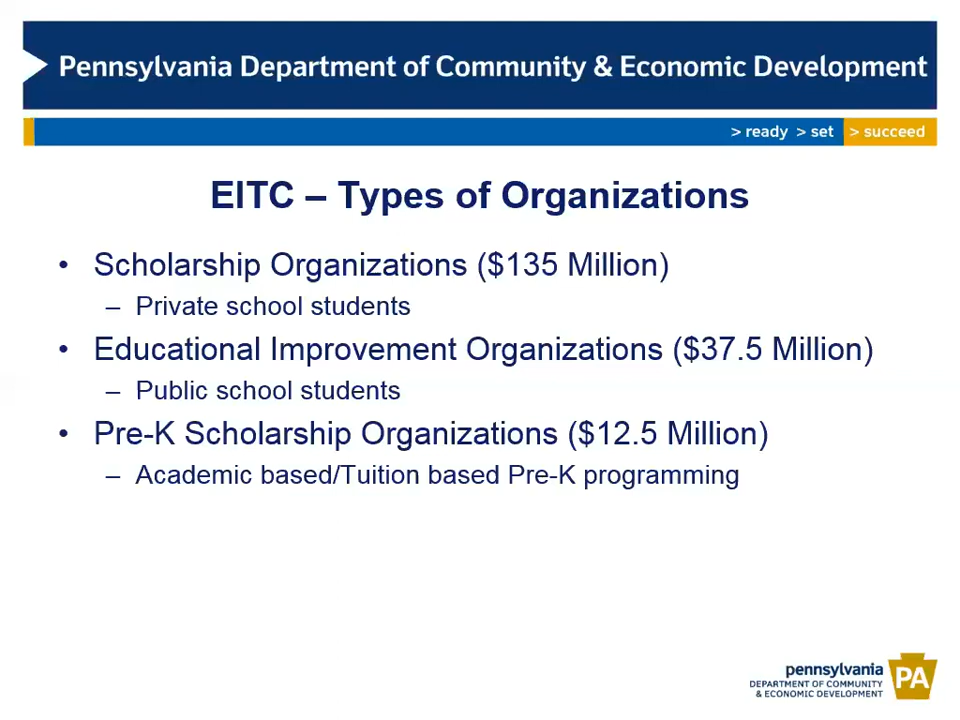 Pennsylvania Department of Community & Economic Development
> ready > set > succeed
EITC – Types of Organizations
• Scholarship Organizations ($135 Million)
– Private school students
• Educational Improvement Organizations ($37.5 Million)
– Public school students
• Pre-K Scholarship Organizations ($12.5 Million)
– Academic based/Tuition based Pre-K programming
pennsylvania
DEPARTMENT OF COMMUNITY
& ECONOMIC DEVELOPMENT
PA